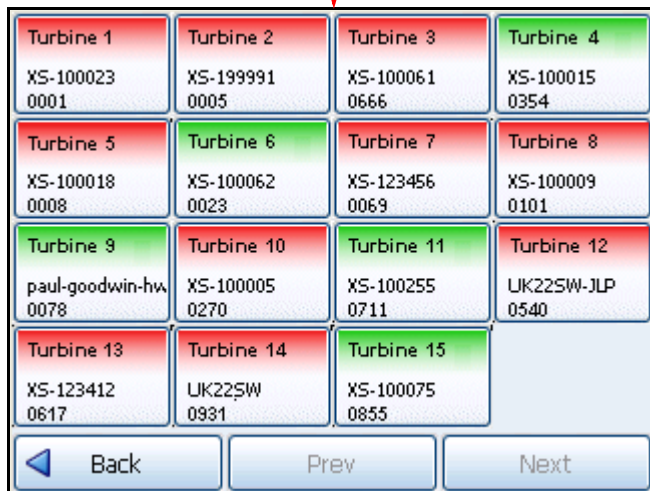 Turbine 1
XS-100023
0001
Turbine 2
XS-199991
0005
Turbine 3
XS-100061
0666
Turbine 4
XS-100015
0354
Turbine 5
XS-100018
0008
Turbine 6
XS-100062
0023
Turbine 7
XS-123456
0069
Turbine 8
XS-100009
0101
Turbine 9
paul-goodwin-hw
0078
Turbine 10
XS-100005
0270
Turbine 11
XS-100255
0711
Turbine 12
UK22SW-JLP
0540
Turbine 13
XS-123412
0617
Turbine 14
UK22SW
0931
Turbine 15
XS-100075
0855
Back
Prev
Next